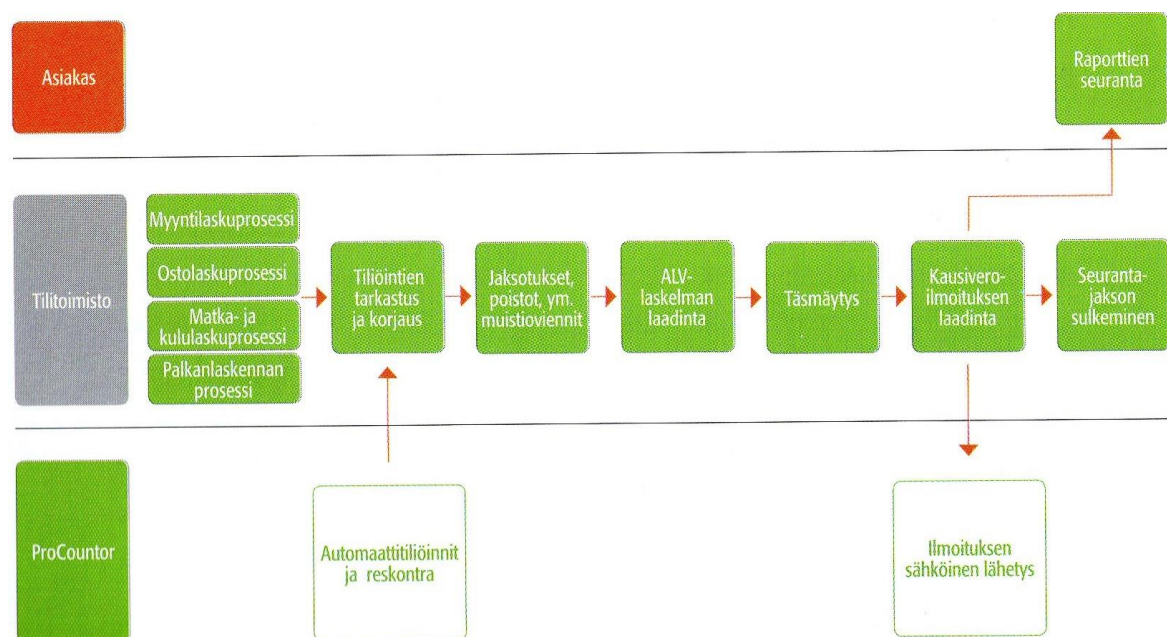 Asiakas
Raporttien
seuranta
Tilitoimisto
Myyntilaskuprosessi
Ostolaskuprosessi
Matka- ja
kululaskuprosessi
Palkanlaskennan
prosessi
Tiliöintien
tarkastus
ja korjaus
Jaksotukset,
poistot, ym.
muistioviennit
ALV-
laskelman
laadinta
Täsmäytys
Kausivero-
ilmoituksen
laadinta
Seuranta-
jakson
sulkeminen
ProCountor
Automaattitiliöinnit
ja reskontra
Ilmoituksen
sähköinen lähetys